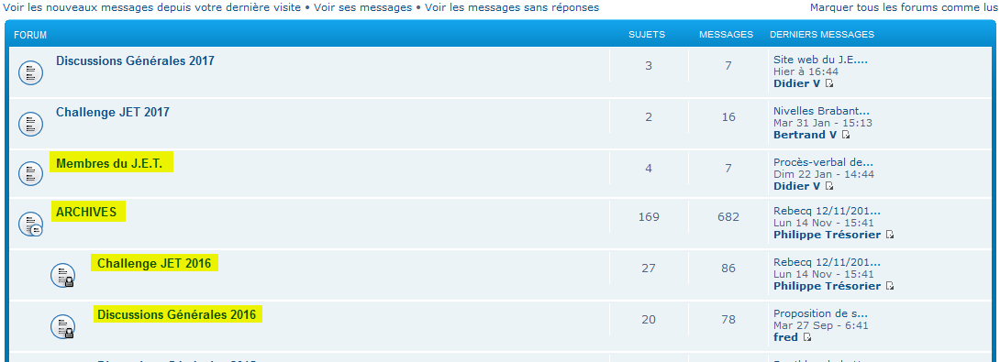 Voir les nouveaux messages depuis votre dernière visite • Voir ses messages • Voir les messages sans réponses
Marquer tous les forums comme lus
FORUM SUJETS MESSAGES DERNIERS MESSAGES
Discussions Générales 2017 3 7 Site web du J.E....
Hier à 16:44
Didier V
Challenge JET 2017 2 16 Nivelles Brabant...
Mar 31 Jan - 15:13
Bertrand V
Membres du J.E.T. 4 7 Procès-verbal de...
Dim 22 Jan - 14:44
Didier V
ARCHIVES 169 682 Rebecq 12/11/201...
Lun 14 Nov - 15:41
Philippe Trésorier
Challenge JET 2016 27 86 Rebecq 12/11/201...
Lun 14 Nov - 15:41
Philippe Trésorier
Discussions Générales 2016 20 78 Proposition de s...
Mar 27 Sep - 6:41
fred